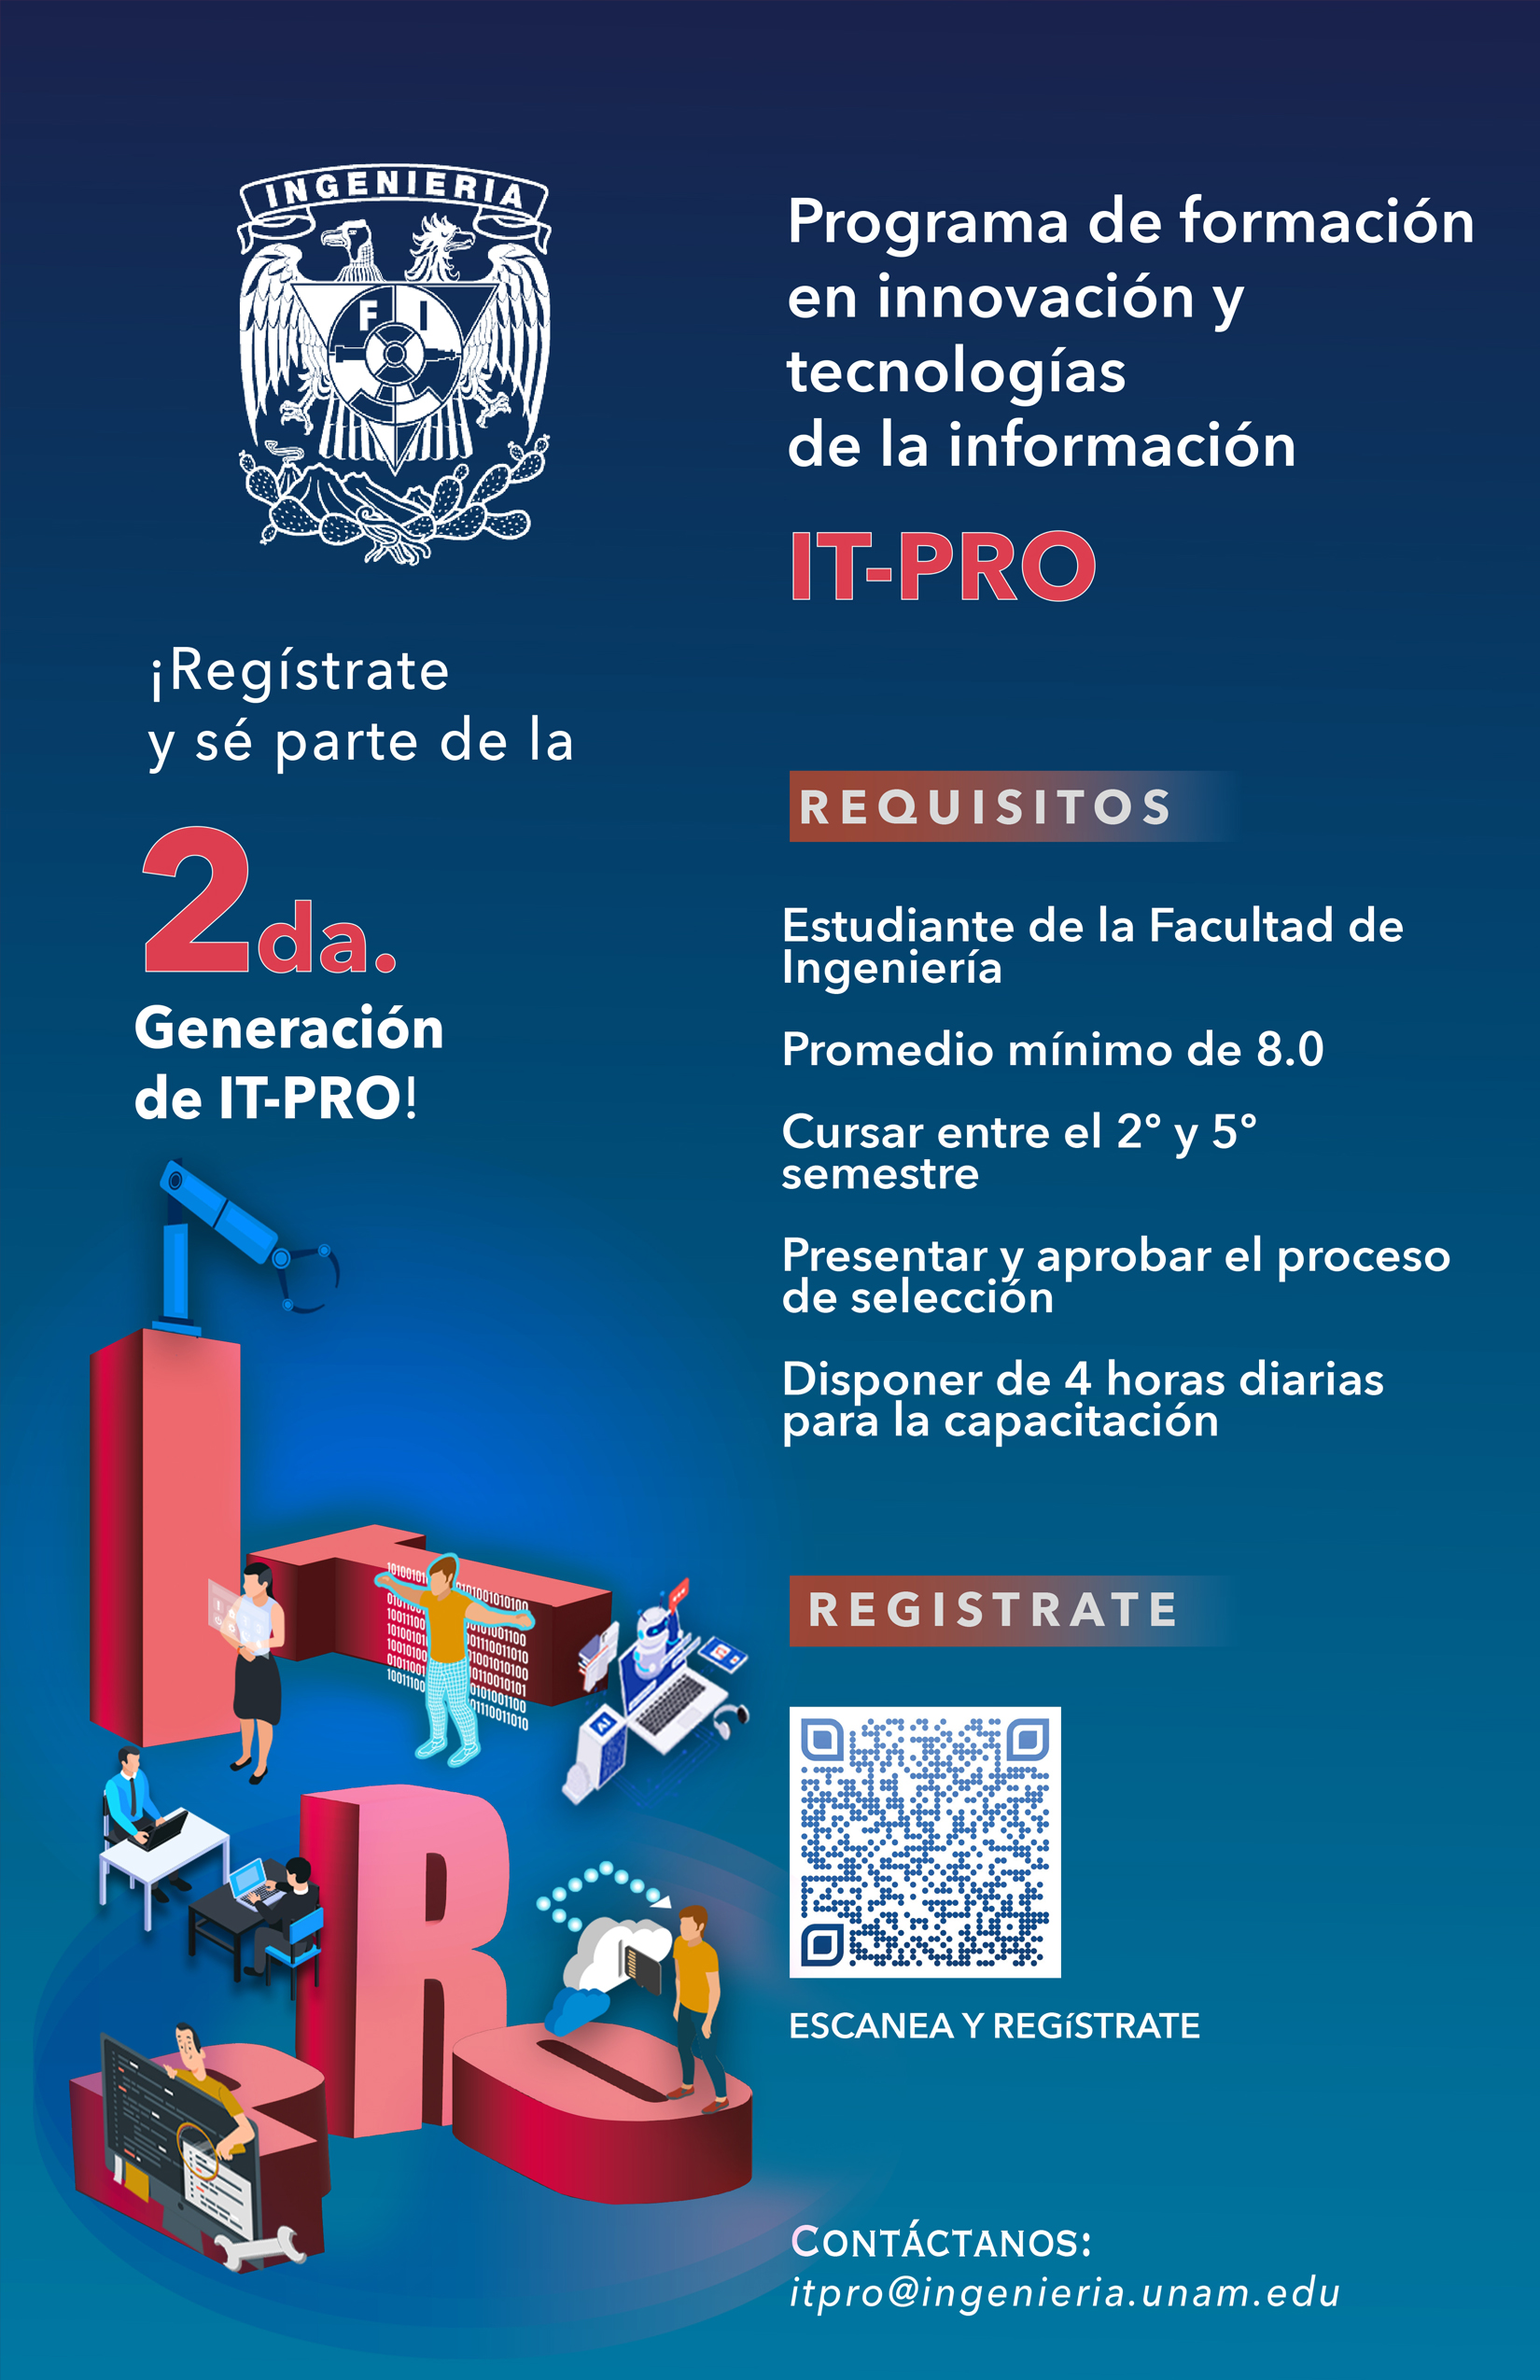 INGENIERIA
F I
Programa de formación
en innovación y
tecnologías
de la información
IT-PRO
¡Regístrate
y sé parte de la
2da.
Generación
de IT-PRO!
REQUISITOS
Estudiante de la Facultad de
Ingeniería
Promedio mínimo de 8.0
Cursar entre el 2° y 5°
semestre
Presentar y aprobar el proceso
de selección
Disponer de 4 horas diarias
para la capacitación
IT
AI
PRO
REGISTRATE
ESCANEA Y REGíSTRATE
CONTÁCTANOS:
itpro@ingenieria.unam.edu